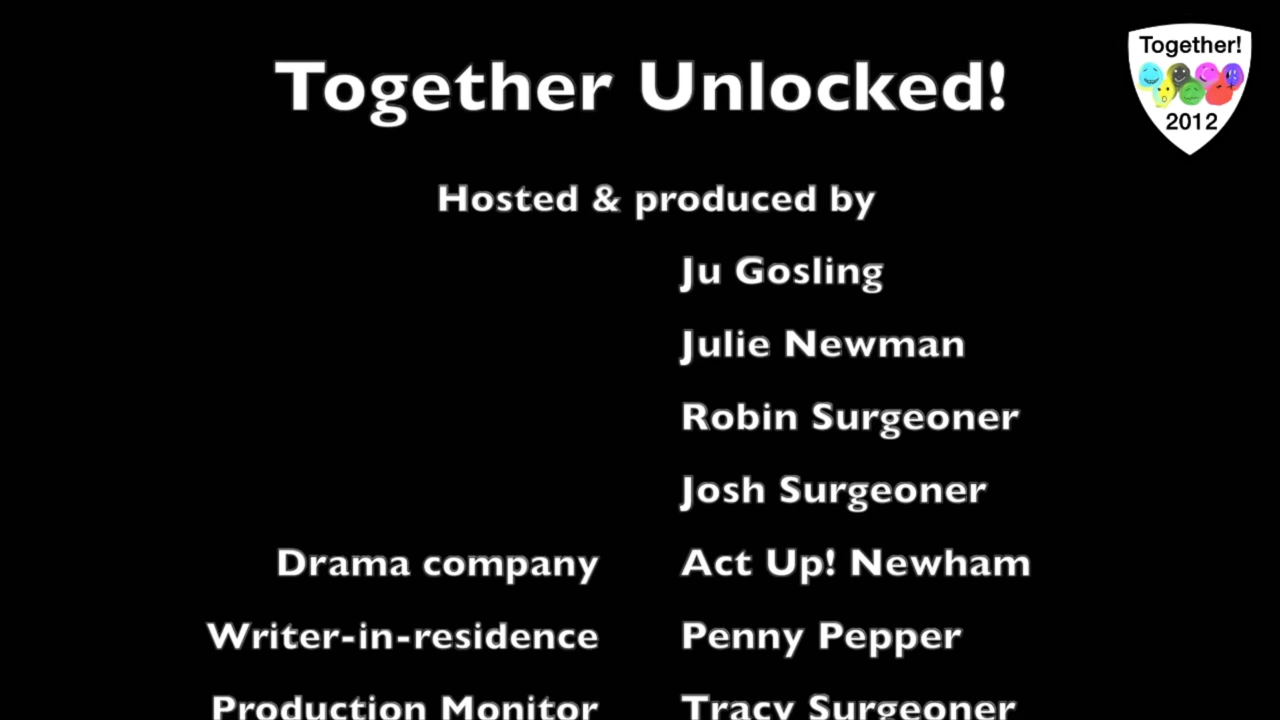 Together Unlocked!
Together!
2012
Hosted & produced by
Ju Gosling
Julie Newman
Robin Surgeoner
Josh Surgeoner
Drama company Act Up! Newham
Writer-in-residence Penny Pepper
Production Monitor Tracy Surgeoner